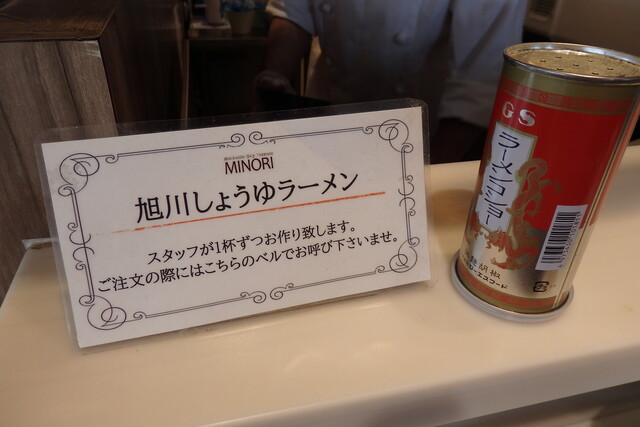 MINORI
旭川しょうゆラーメン
スタッフが1杯ずつお作り致します。
ご注文の際にはこちらのベルでお呼び下さいませ。
GS
ラーメンコショー
胡椒